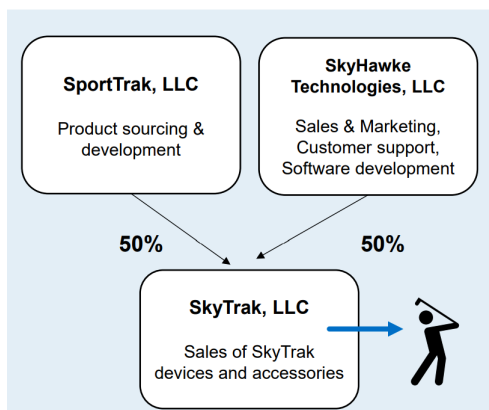 SportTrak, LLC
Product sourcing &
development
SkyHawke
Technologies, LLC
Sales & Marketing,
Customer support,
Software development
50%
50%
SkyTrak, LLC
Sales of SkyTrak
devices and accessories